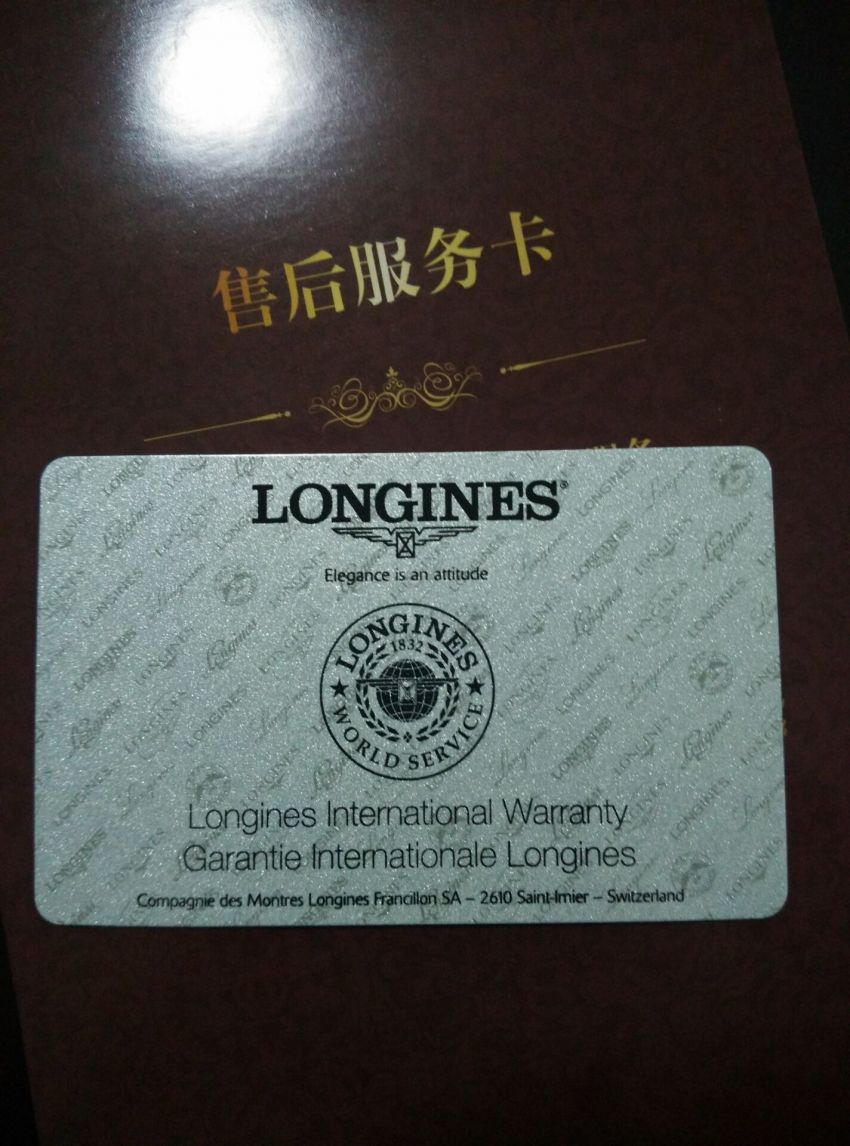 售后服务卡
LONGINES®
Elegance is an attitude
LONGINES
1832
WORLD SERVICE
Longines International Warranty
Garantie Internationale Longines
Compagnie des Montres Longines Francillon SA – 2610 Saint-Imier – Switzerland